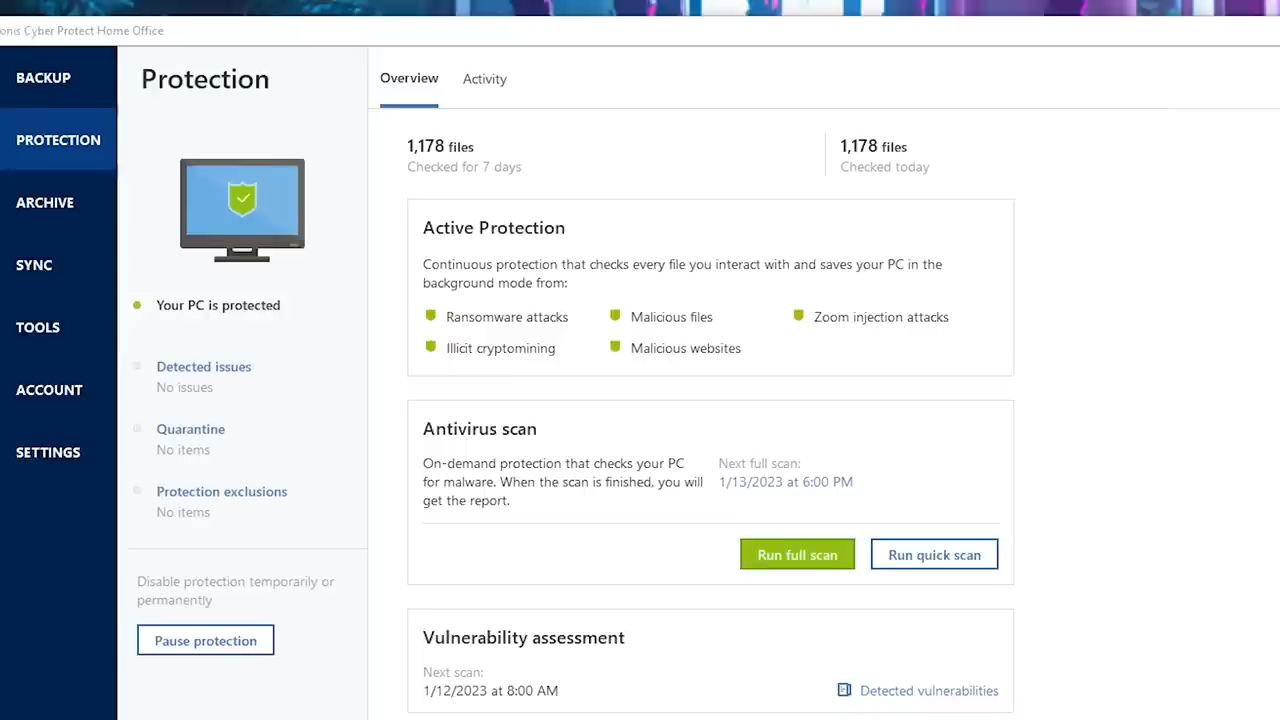 onis Cyber Protect Home Office
BACKUP
PROTECTION
ARCHIVE
SYNC
TOOLS
ACCOUNT
SETTINGS
Protection
Your PC is protected
Detected issues
No issues
Quarantine
No items
Protection exclusions
No items
Disable protection temporarily or
permanently
Pause protection
Overview
Activity
1,178 files
Checked for 7 days
1,178 files
Checked today
Active Protection
Continuous protection that checks every file you interact with and saves your PC in the
background mode from:
Ransomware attacks
Malicious files
Zoom injection attacks
Illicit cryptomining
Malicious websites
Antivirus scan
On-demand protection that checks your PC
for malware. When the scan is finished, you will
get the report.
Next full scan:
1/13/2023 at 6:00 PM
Run full scan
Run quick scan
Vulnerability assessment
Next scan:
1/12/2023 at 8:00 AM
Detected vulnerabilities